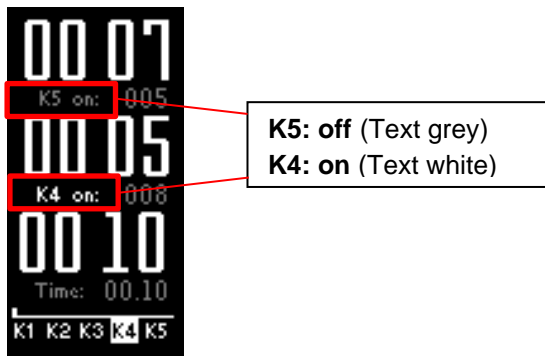 00 07
K5 on: 005
00 05
K4 on: 008
00 10
Time: 00.10
K1 K2 K3 K4 K5
K5: off (Text grey)
K4: on (Text white)